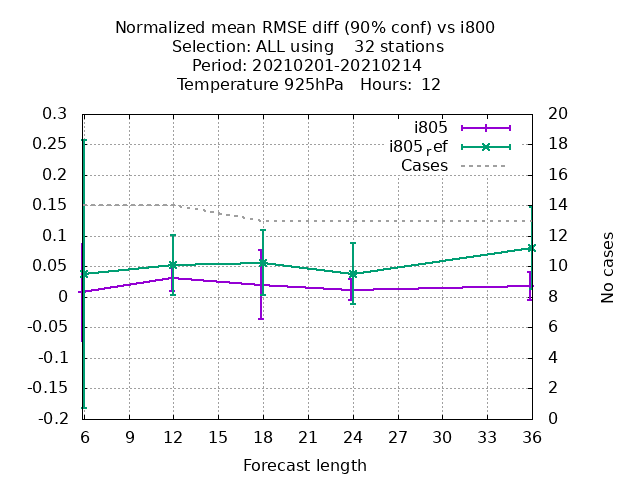 Normalized mean RMSE diff (90% conf) vs i800
Selection: ALL using    32 stations
Period: 20210201-20210214
Temperature 925hPa   Hours:  12
i805
i805ref
Cases
0.3
0.25
0.2
0.15
0.1
0.05
0
-0.05
-0.1
-0.15
-0.2
20
18
16
14
12
10
8
6
4
2
0
No cases
6 9 12 15 18 21 24 27 30 33 36
Forecast length